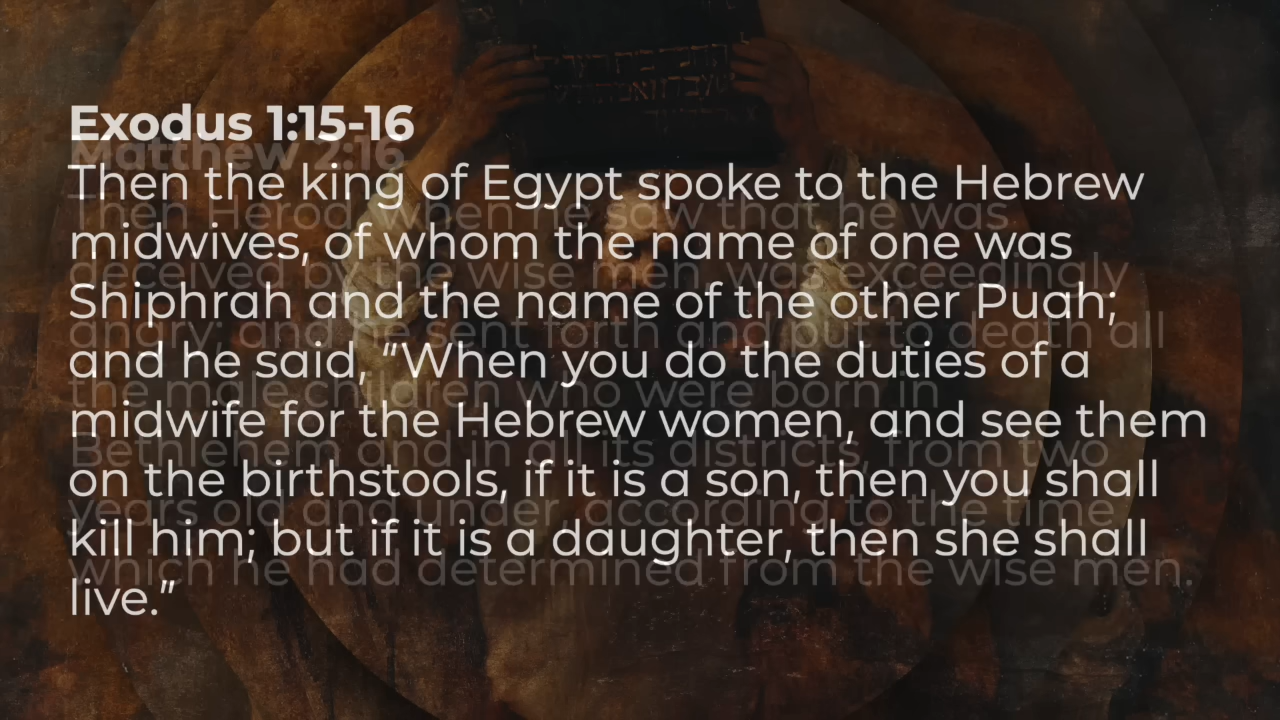 Exodus 1:15-16
Then the king of Egypt spoke to the Hebrew
midwives, of whom the name of one was
Shiphrah and the name of the other Puah;
and he said, “When you do the duties of a
midwife for the Hebrew women, and see them
on the birthstools, if it is a son, then you shall
kill him; but if it is a daughter, then she shall
live.”
Matthew 2:16
Then Herod, when he saw that he was
deceived by the wise men, was exceedingly
angry; and he sent forth and put to death all
the male children who were born in
Bethlehem and in all its districts, from two
years old and under, according to the time
which he had determined from the wise men.